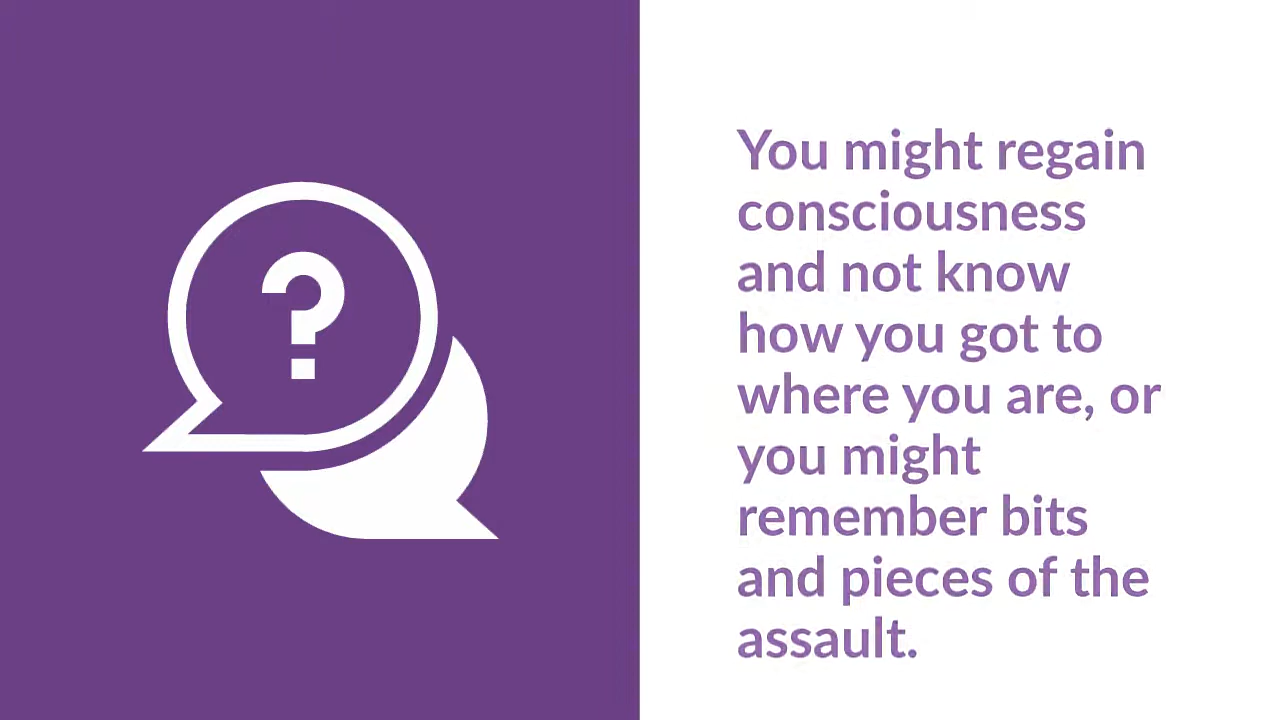 ?
You might regain
consciousness
and not know
how you got to
where you are, or
you might
remember bits
and pieces of the
assault.